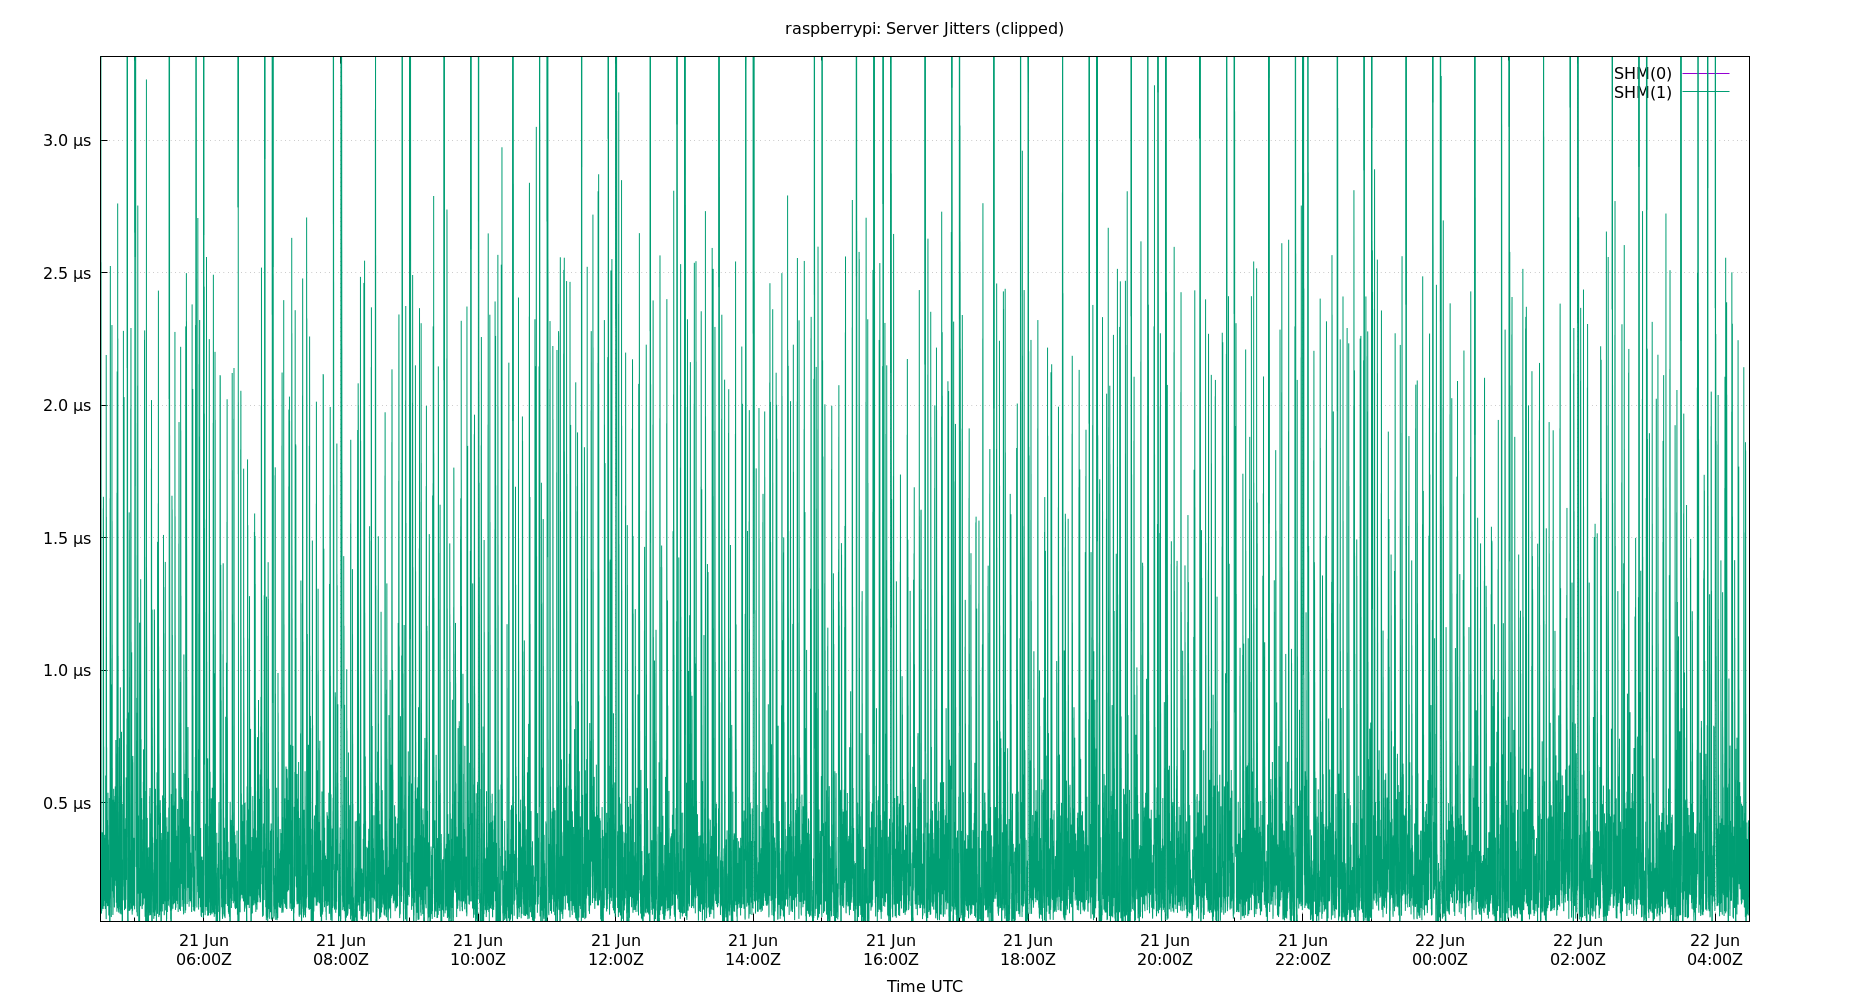 raspberrypi: Server Jitters (clipped)
SHM(0)
SHM(1)
3.0 µs
2.5 µs
2.0 µs
1.5 µs
1.0 µs
0.5 µs
21 Jun 21 Jun 21 Jun 21 Jun 21 Jun 21 Jun 21 Jun 21 Jun 21 Jun 22 Jun 22 Jun 22 Jun
06:00Z 08:00Z 10:00Z 12:00Z 14:00Z 16:00Z 18:00Z 20:00Z 22:00Z 00:00Z 02:00Z 04:00Z
Time UTC